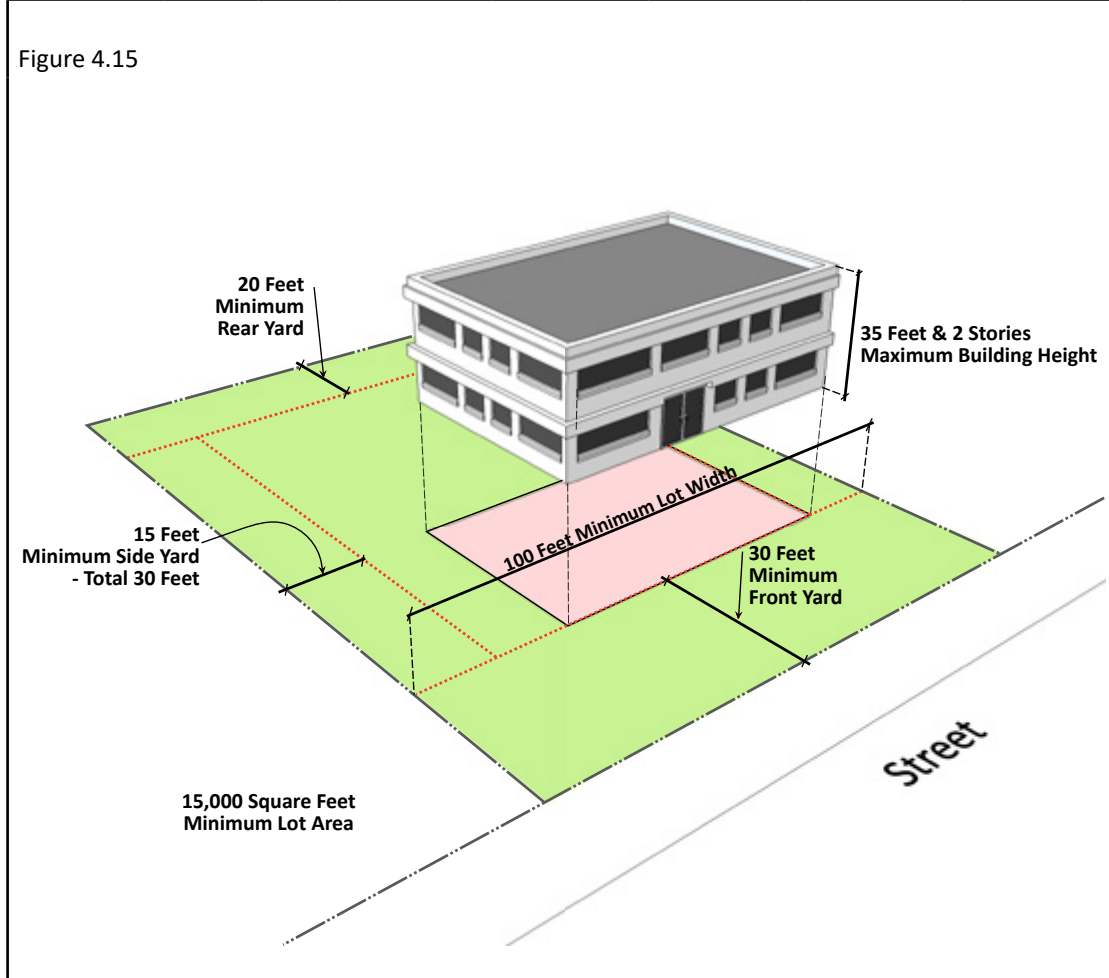 Figure 4.15
20 Feet
Minimum
Rear Yard
35 Feet & 2 Stories
Maximum Building Height
100 Feet Minimum Lot Width
15 Feet
Minimum Side Yard
- Total 30 Feet
30 Feet
Minimum
Front Yard
Street
15,000 Square Feet
Minimum Lot Area